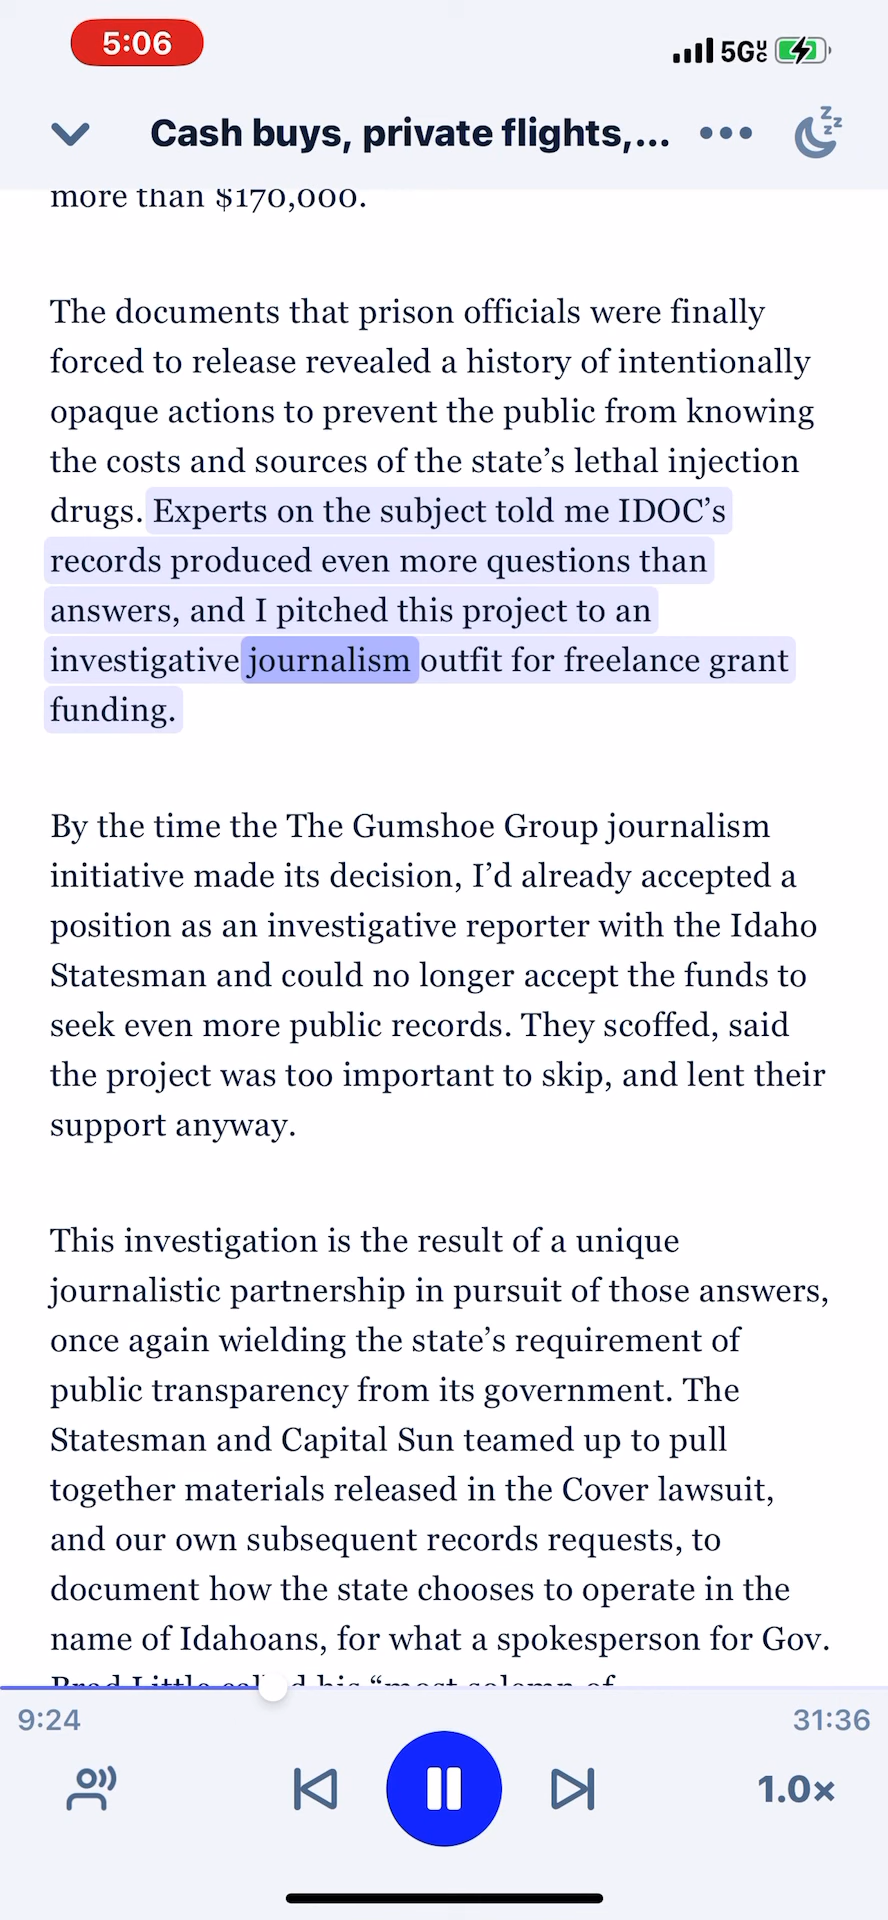 5:06
5G UC
Cash buys, private flights,...
more than $170,000.
The documents that prison officials were finally
forced to release revealed a history of intentionally
opaque actions to prevent the public from knowing
the costs and sources of the state’s lethal injection
drugs. Experts on the subject told me IDOC’s
records produced even more questions than
answers, and I pitched this project to an
investigative journalism outfit for freelance grant
funding.
By the time the The Gumshoe Group journalism
initiative made its decision, I’d already accepted a
position as an investigative reporter with the Idaho
Statesman and could no longer accept the funds to
seek even more public records. They scoffed, said
the project was too important to skip, and lent their
support anyway.
This investigation is the result of a unique
journalistic partnership in pursuit of those answers,
once again wielding the state’s requirement of
public transparency from its government. The
Statesman and Capital Sun teamed up to pull
together materials released in the Cover lawsuit,
and our own subsequent records requests, to
document how the state chooses to operate in the
name of Idahoans, for what a spokesperson for Gov.
Brad Little called his “most solemn of
9:24
31:36
1.0×